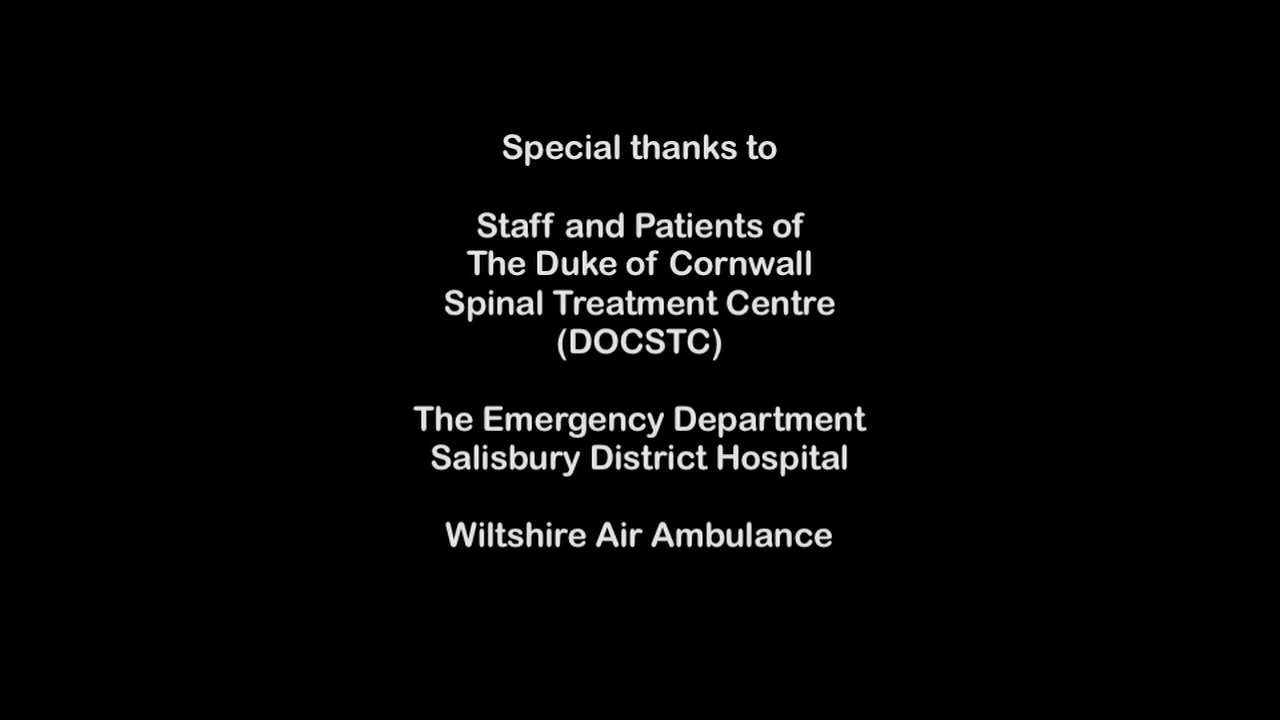 Special thanks to
Staff and Patients of
The Duke of Cornwall
Spinal Treatment Centre
(DOCSTC)
The Emergency Department
Salisbury District Hospital
Wiltshire Air Ambulance